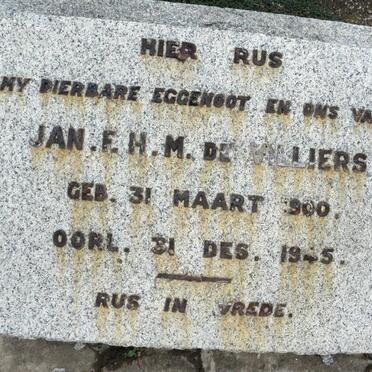 HIER RUS
MY DIERBARE EGGENOOT EN ONS VA
JAN. F. H. M. DE VILLIERS
GEB. 31 MAART 1900.
OORL. 31 DES. 1945.
RUS IN VREDE.